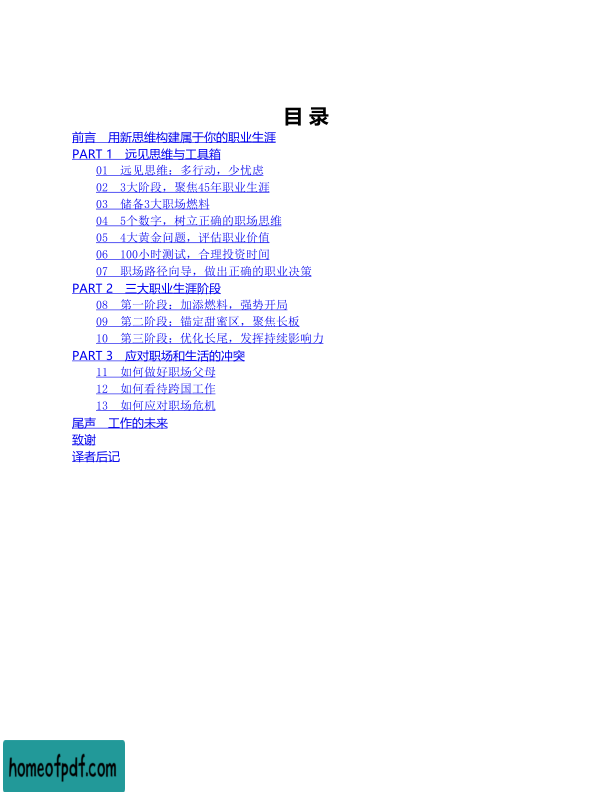 目 录
前言　用新思维构建属于你的职业生涯
PART 1　远见思维与工具箱
01　远见思维：多行动，少忧虑
02　3大阶段，聚焦45年职业生涯
03　储备3大职场燃料
04　5个数字，树立正确的职场思维
05　4大黄金问题，评估职业价值
06　100小时测试，合理投资时间
07　职场路径向导，做出正确的职业决策
PART 2　三大职业生涯阶段
08　第一阶段：加添燃料，强势开局
09　第二阶段：锚定甜蜜区，聚焦长板
10　第三阶段：优化长尾，发挥持续影响力
PART 3　应对职场和生活的冲突
11　如何做好职场父母
12　如何看待跨国工作
13　如何应对职场危机
尾声　工作的未来
致谢
译者后记
homeofpdf.com